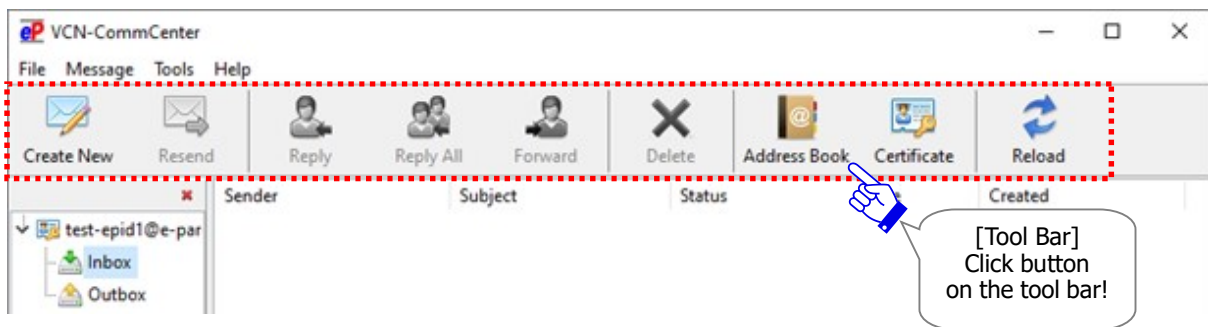 eP VCN-CommCenter
File Message Tools Help
Create New Resend Reply Reply All Forward Delete Address Book Certificate Reload
Sender Subject Status Created
test-epid1@e-par
Inbox
Outbox
[Tool Bar]
Click button
on the tool bar!